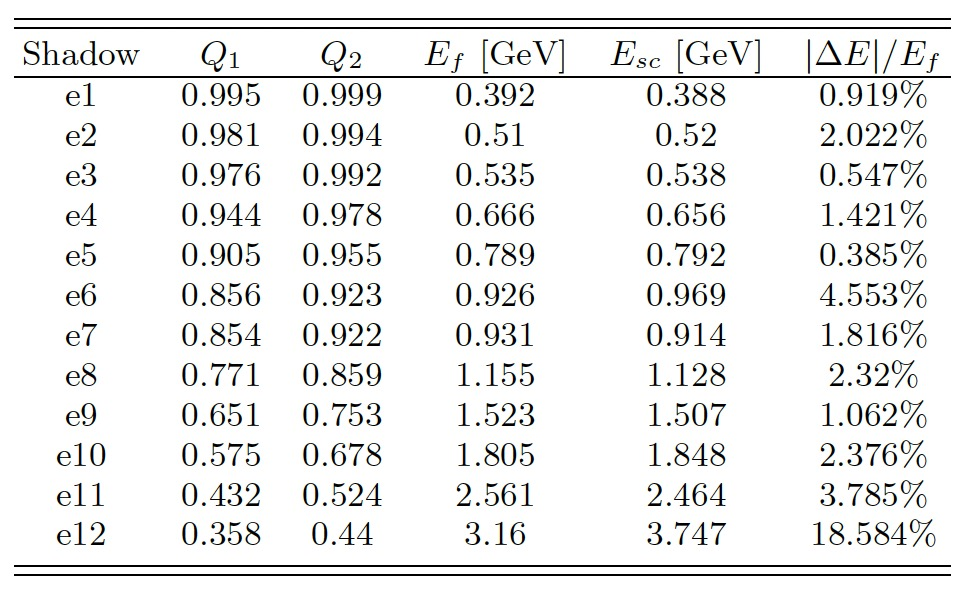 Shadow Q1 Q2 Ef [GeV] Esc [GeV] |ΔE|/Ef
e1 0.995 0.999 0.392 0.388 0.919%
e2 0.981 0.994 0.51 0.52 2.022%
e3 0.976 0.992 0.535 0.538 0.547%
e4 0.944 0.978 0.666 0.656 1.421%
e5 0.905 0.955 0.789 0.792 0.385%
e6 0.856 0.923 0.926 0.969 4.553%
e7 0.854 0.922 0.931 0.914 1.816%
e8 0.771 0.859 1.155 1.128 2.32%
e9 0.651 0.753 1.523 1.507 1.062%
e10 0.575 0.678 1.805 1.848 2.376%
e11 0.432 0.524 2.561 2.464 3.785%
e12 0.358 0.44 3.16 3.747 18.584%